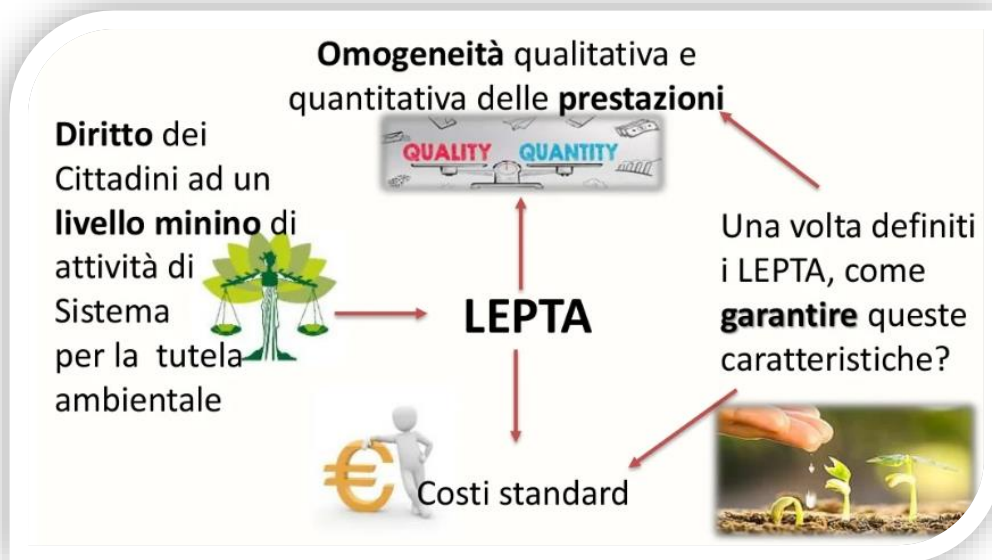 Omogeneità qualitativa e
quantitativa delle prestazioni
QUALITY QUANTITY
Diritto dei
Cittadini ad un
livello minino di
attività di
Sistema
per la tutela
ambientale
LEPTA
Una volta definiti
i LEPTA, come
garantire queste
caratteristiche?
€
Costi standard